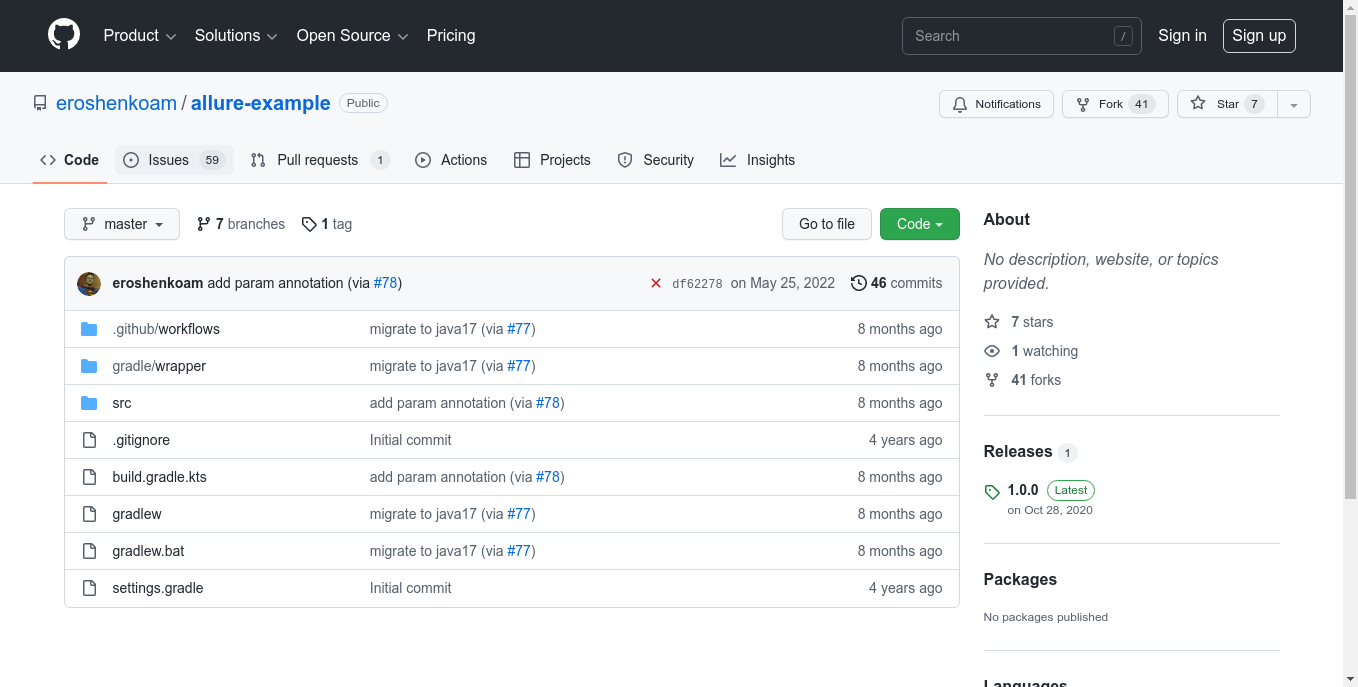 Product Solutions Open Source Pricing Search / Sign in Sign up
eroshenkoam / allure-example Public Notifications Fork 41 Star 7
Code Issues 59 Pull requests 1 Actions Projects Security Insights
master 7 branches 1 tag Go to file Code
eroshenkoam add param annotation (via #78) df62278 on May 25, 2022 46 commits
.github/workflows migrate to java17 (via #77) 8 months ago
gradle/wrapper migrate to java17 (via #77) 8 months ago
src add param annotation (via #78) 8 months ago
.gitignore Initial commit 4 years ago
build.gradle.kts add param annotation (via #78) 8 months ago
gradlew migrate to java17 (via #77) 8 months ago
gradlew.bat migrate to java17 (via #77) 8 months ago
settings.gradle Initial commit 4 years ago
About
No description, website, or topics
provided.
7 stars
1 watching
41 forks
Releases 1
1.0.0 Latest
on Oct 28, 2020
Packages
No packages published
Languages